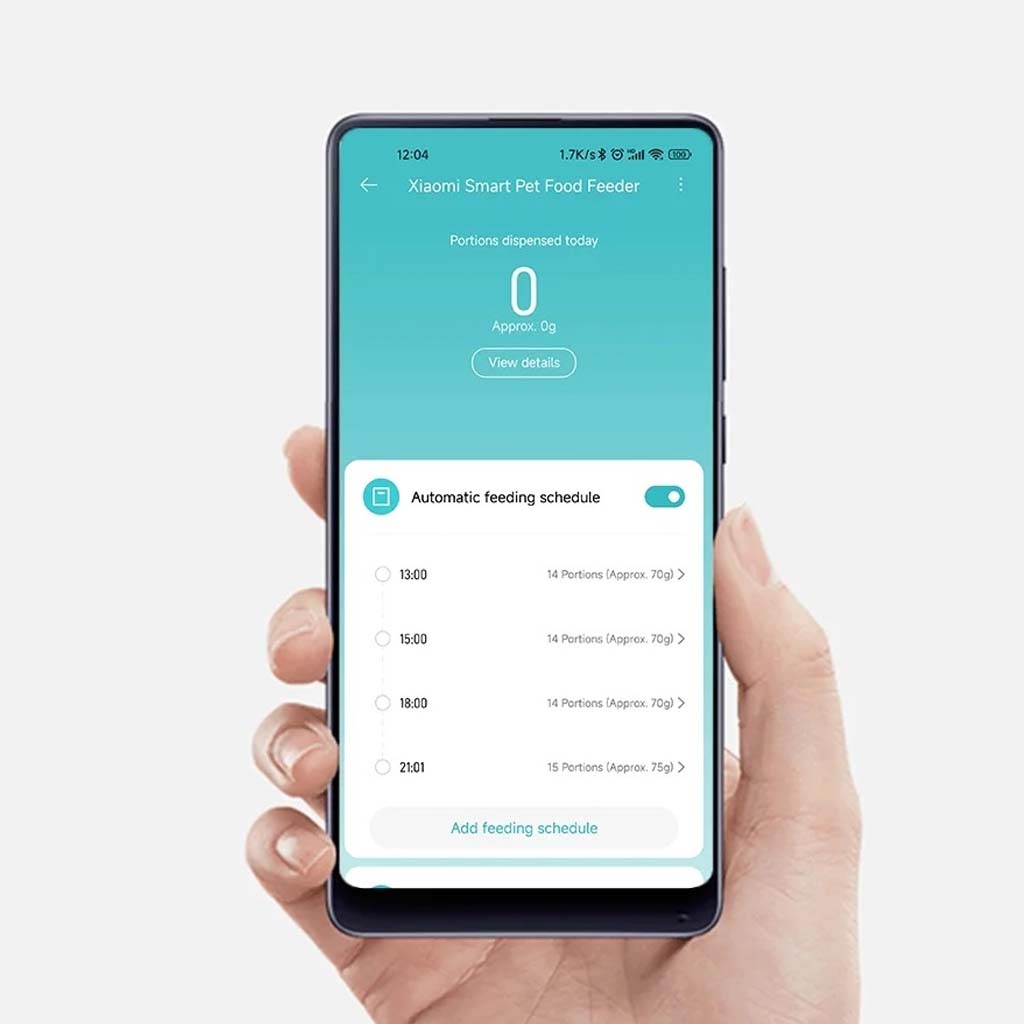 12:04 1.7K/s HD 100
Xiaomi Smart Pet Food Feeder
Portions dispensed today
0
Approx. 0g
View details
Automatic feeding schedule
13:00 14 Portions (Approx. 70g)
15:00 14 Portions (Approx. 70g)
18:00 14 Portions (Approx. 70g)
21:01 15 Portions (Approx. 75g)
Add feeding schedule